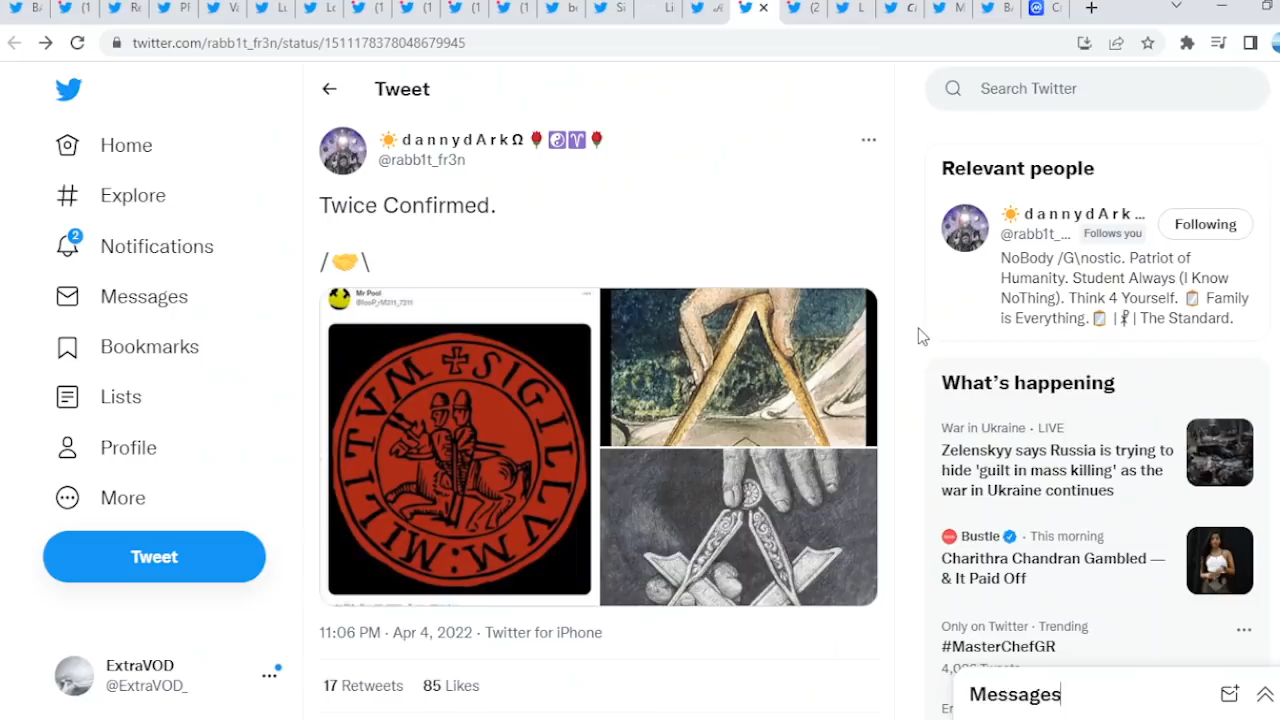 twitter.com/rabb1t_fr3n/status/1511178378048679945
Home
Explore
2
Notifications
Messages
Bookmarks
Lists
Profile
More
Tweet
ExtraVOD
@ExtraVOD_
Tweet
☀️dannydArkΩ🌹☯️♈🌹
@rabb1t_fr3n
Twice Confirmed.
/🤝\
Mr Pool
SIGILLVM: MILITVM
11:06 PM · Apr 4, 2022 · Twitter for iPhone
17 Retweets 85 Likes
Search Twitter
Relevant people
☀️dannydArk...
@rabb1t_... Follows you
Following
NoBody /G\nostic. Patriot of
Humanity. Student Always (I Know
NoThing). Think 4 Yourself. 📋 Family
is Everything.📋 | | The Standard.
What's happening
War in Ukraine · LIVE
Zelenskyy says Russia is trying to
hide 'guilt in mass killing' as the
war in Ukraine continues
Bustle · This morning
Charithra Chandran Gambled —
& It Paid Off
Only on Twitter · Trending
#MasterChefGR
Messages